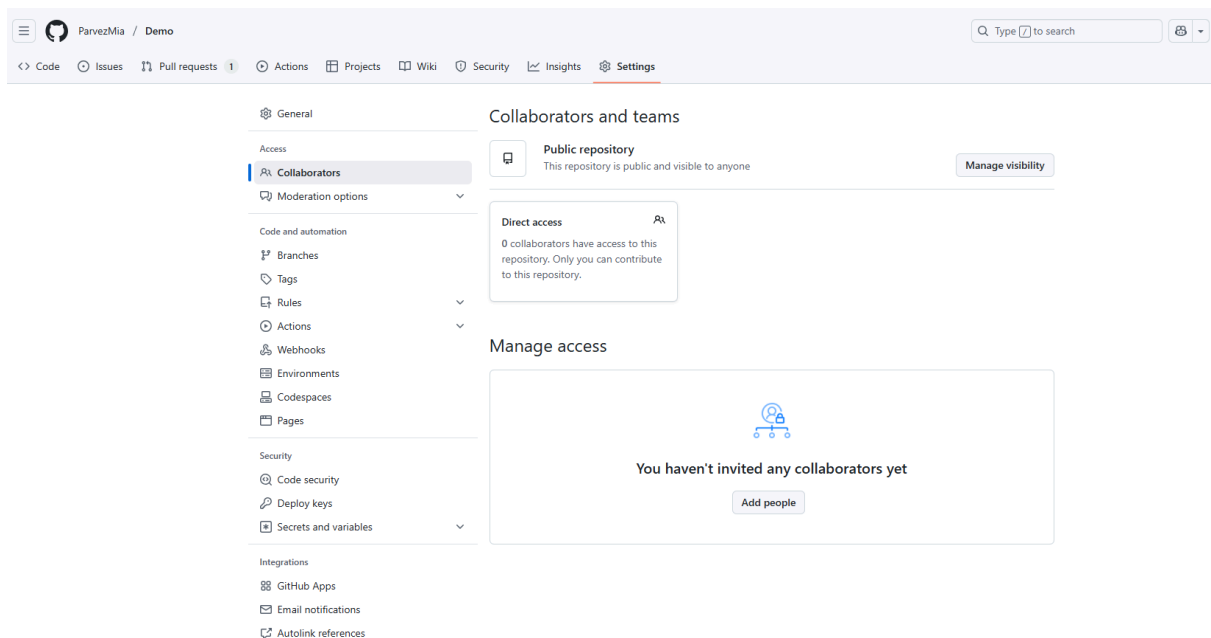 ParvezMia / Demo
Type / to search
Code Issues Pull requests 1 Actions Projects Wiki Security Insights Settings
General
Access
Collaborators
Moderation options
Code and automation
Branches
Tags
Rules
Actions
Webhooks
Environments
Codespaces
Pages
Security
Code security
Deploy keys
Secrets and variables
Integrations
GitHub Apps
Email notifications
Autolink references
Collaborators and teams
Public repository
This repository is public and visible to anyone
Manage visibility
Direct access
0 collaborators have access to this
repository. Only you can contribute
to this repository.
Manage access
You haven't invited any collaborators yet
Add people